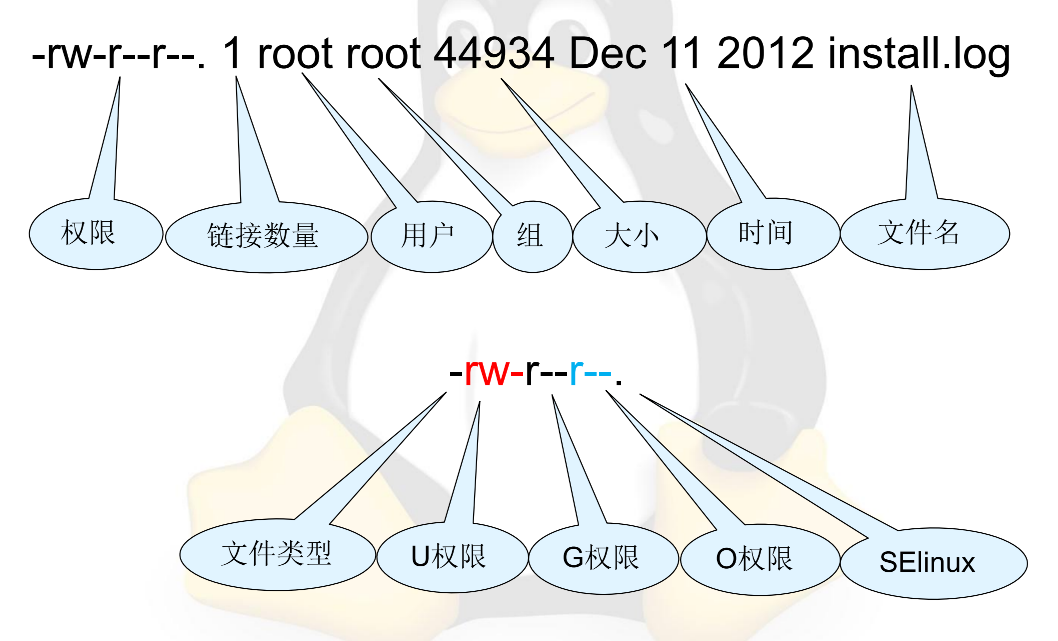 -rw-r--r--. 1 root root 44934 Dec 11 2012 install.log
权限 链接数量 用户 组 大小 时间 文件名
-rw-r--r--.
文件类型 U权限 G权限 O权限 SElinux